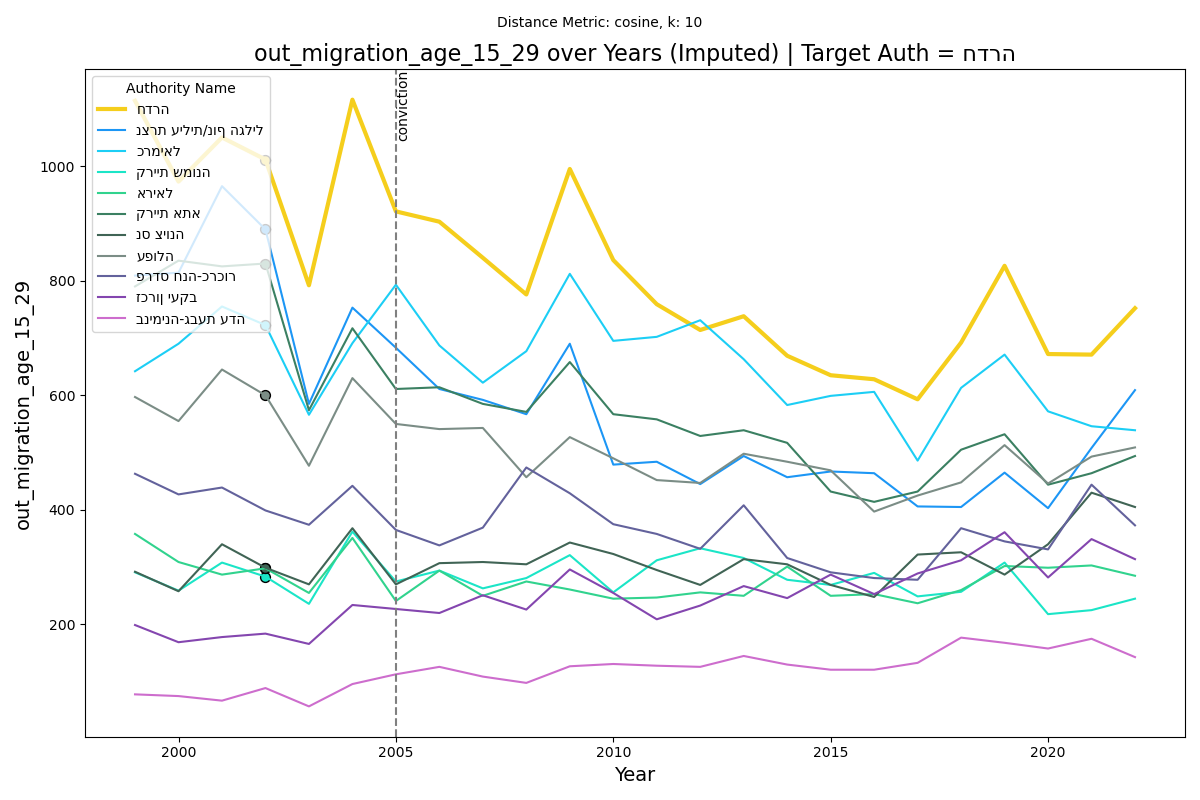 Distance Metric: cosine, k: 10
out_migration_age_15_29 over Years (Imputed) | Target Auth = חדרה
conviction
Authority Name
חדרה
נצרת עילית/נוף הגליל
כרמיאל
קריית שמונה
אריאל
קריית אתא
נס ציונה
עפולה
פרדס חנה-כרכור
זכרון יעקב
בנימינה-גבעת עדה
out_migration_age_15_29
1000
800
600
400
200
2000 2005 2010 2015 2020
Year